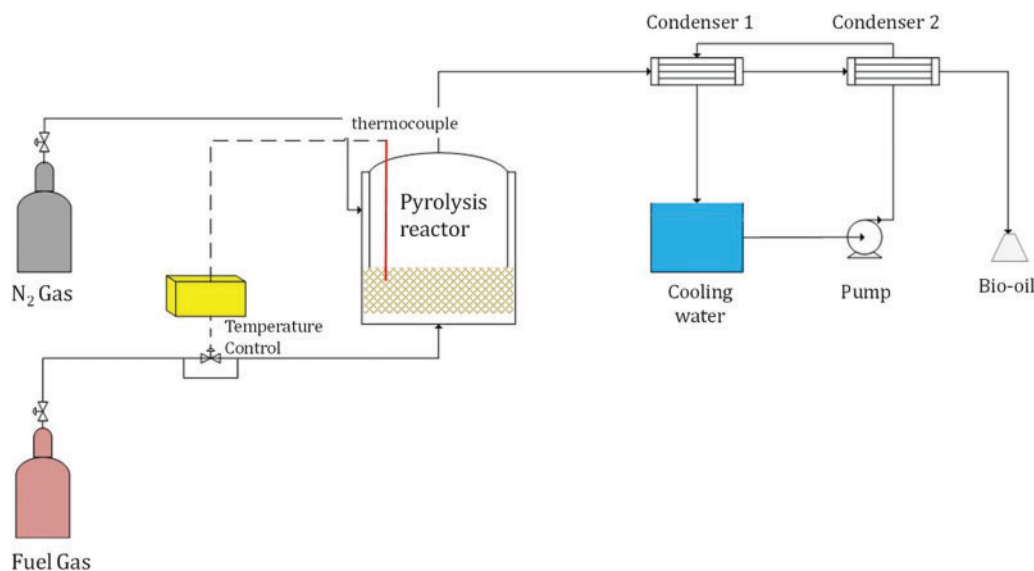 Condenser 1
Condenser 2
thermocouple
Pyrolysis
reactor
N₂ Gas
Temperature
Control
Cooling
water
Pump
Bio-oil
Fuel Gas